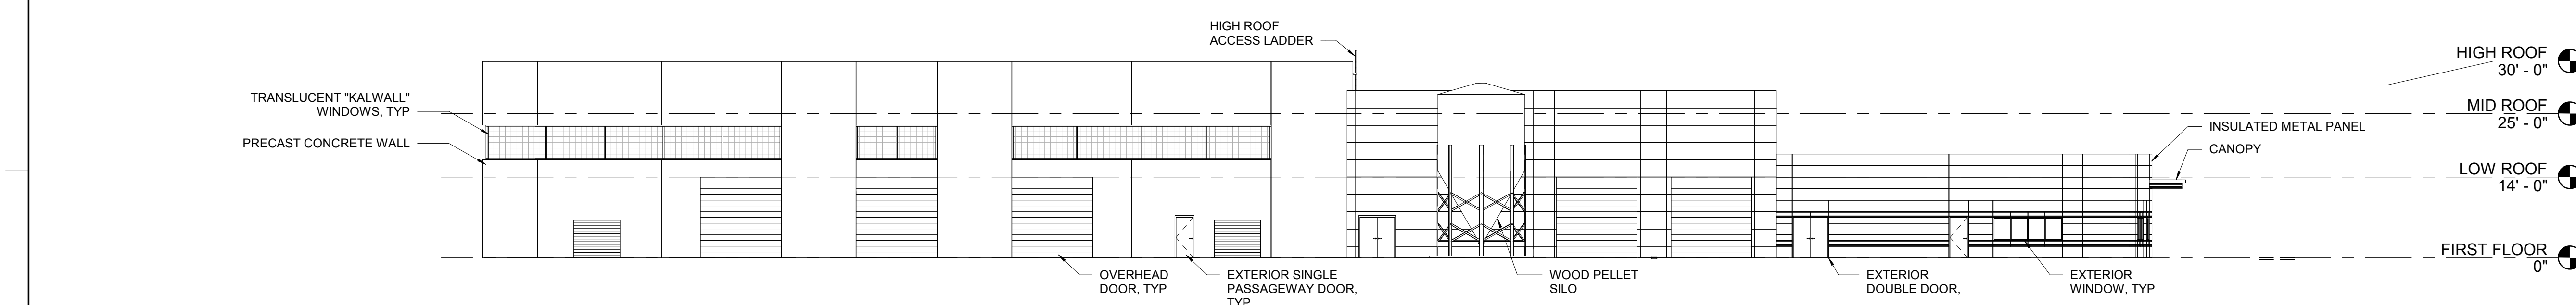 HIGH ROOF
ACCESS LADDER
TRANSLUCENT "KALWALL"
WINDOWS, TYP
PRECAST CONCRETE WALL
HIGH ROOF
30' - 0"
MID ROOF
25' - 0"
INSULATED METAL PANEL
CANOPY
LOW ROOF
14' - 0"
FIRST FLOOR
0"
OVERHEAD
DOOR, TYP
EXTERIOR SINGLE
PASSAGEWAY DOOR,
TYP
WOOD PELLET
SILO
EXTERIOR
DOUBLE DOOR,
EXTERIOR
WINDOW, TYP